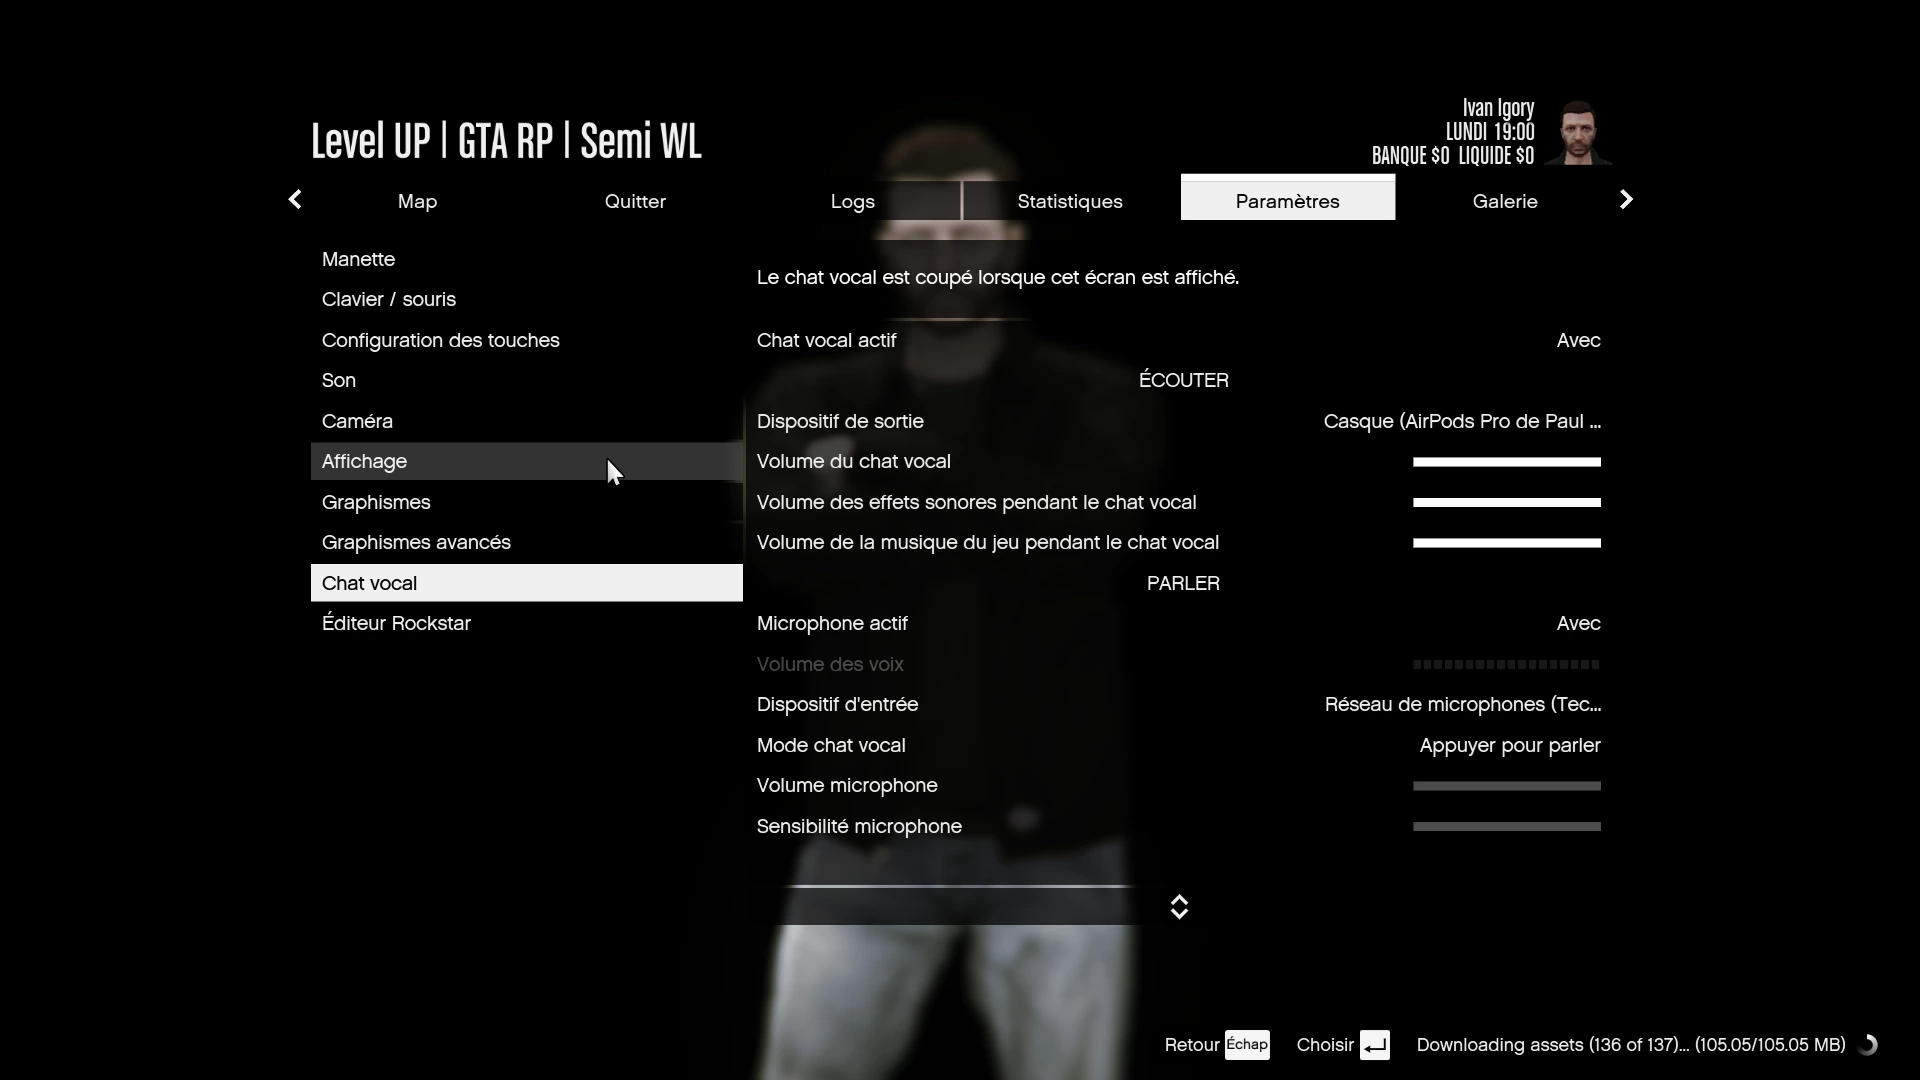 Level UP | GTA RP | Semi WL
Ivan Igory
LUNDI 19:00
BANQUE $0 LIQUIDE $0
Map
Quitter
Logs
Statistiques
Paramètres
Galerie
Manette
Clavier / souris
Configuration des touches
Son
Caméra
Affichage
Graphismes
Graphismes avancés
Chat vocal
Éditeur Rockstar
Le chat vocal est coupé lorsque cet écran est affiché.
Chat vocal actif Avec
ÉCOUTER
Dispositif de sortie Casque (AirPods Pro de Paul ...
Volume du chat vocal
Volume des effets sonores pendant le chat vocal
Volume de la musique du jeu pendant le chat vocal
PARLER
Microphone actif Avec
Volume des voix
Dispositif d'entrée Réseau de microphones (Tec...
Mode chat vocal Appuyer pour parler
Volume microphone
Sensibilité microphone
Retour Échap Choisir Downloading assets (136 of 137)... (105.05/105.05 MB)